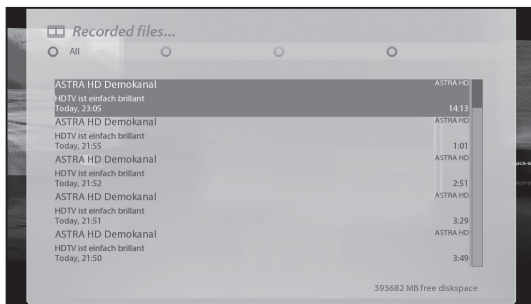 Recorded files...
All
ASTRA HD Demokanal ASTRA HD
HDTV ist einfach brillant
Today, 23:05 14:13
ASTRA HD Demokanal ASTRA HD
HDTV ist einfach brillant
Today, 21:55 1:01
ASTRA HD Demokanal ASTRA HD
HDTV ist einfach brillant
Today, 21:52 2:51
ASTRA HD Demokanal ASTRA HD
HDTV ist einfach brillant
Today, 21:51 3:29
ASTRA HD Demokanal ASTRA HD
HDTV ist einfach brillant
Today, 21:50 3:49
393682 MB free diskspace